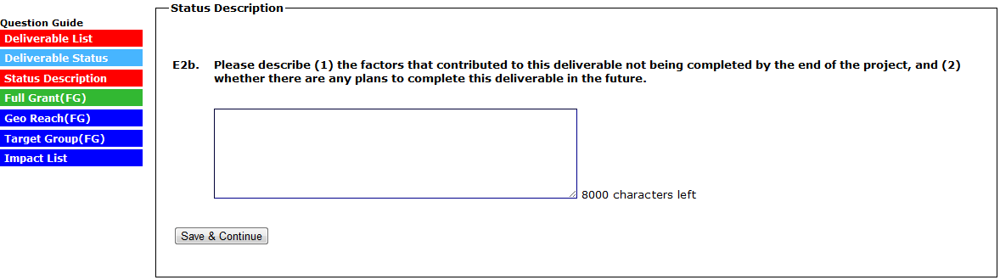 Status Description
Question Guide
Deliverable List
Deliverable Status
Status Description
Full Grant(FG)
Geo Reach(FG)
Target Group(FG)
Impact List
E2b. Please describe (1) the factors that contributed to this deliverable not being completed by the end of the project, and (2)
whether there are any plans to complete this deliverable in the future.
8000 characters left
Save & Continue